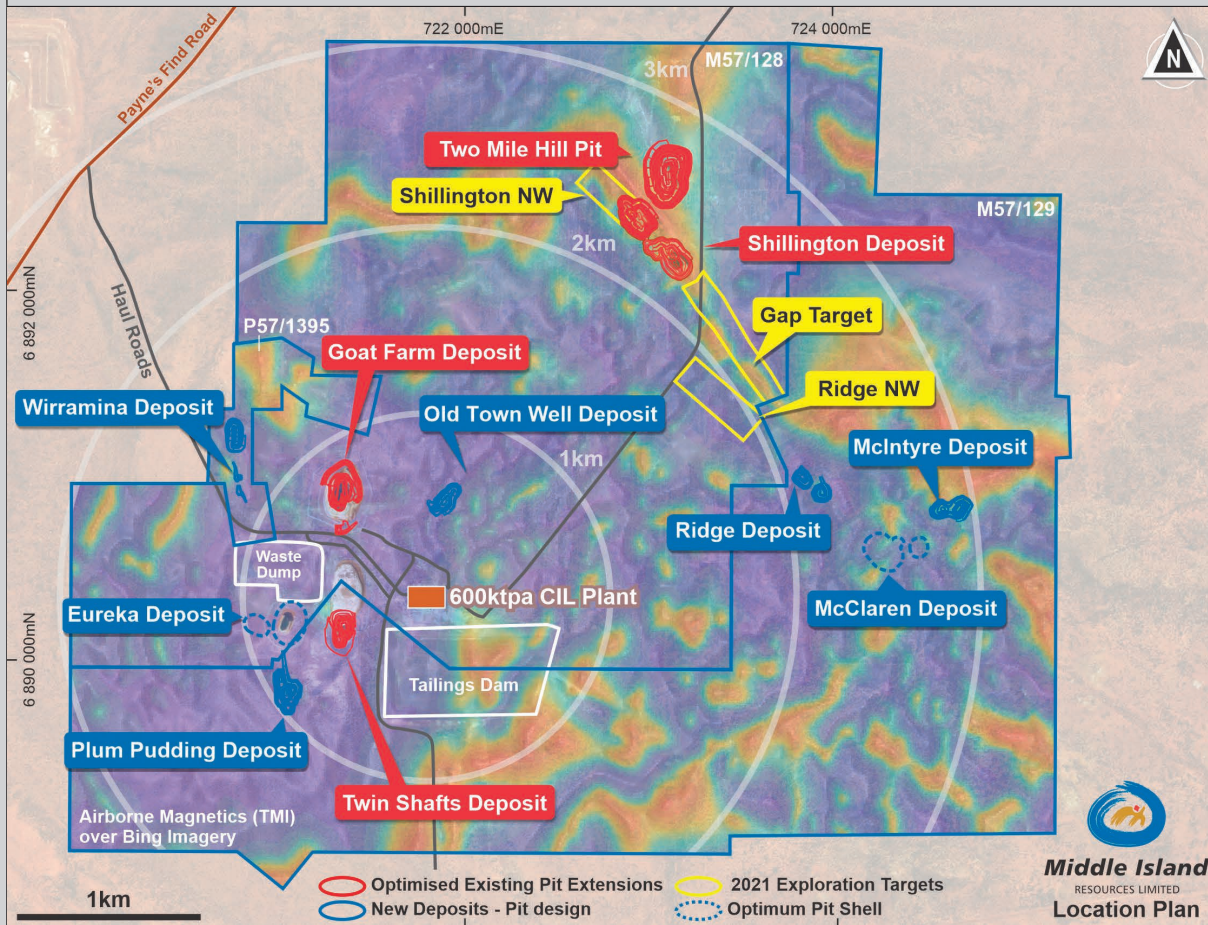 722 000mE
724 000mE
Payne's Find Road
3km
M57/128
N
Two Mile Hill Pit
Shillington NW
M57/129
2km
Shillington Deposit
6 892 000mN
Haul Roads
Gap Target
P57/1395
Goat Farm Deposit
Ridge NW
Wirramina Deposit
Old Town Well Deposit
1km
McIntyre Deposit
Ridge Deposit
Waste
Dump
600ktpa CIL Plant
McClaren Deposit
Eureka Deposit
6 890 000mN
Tailings Dam
Plum Pudding Deposit
Twin Shafts Deposit
Airborne Magnetics (TMI)
over Bing Imagery
Middle Island
RESOURCES LIMITED
Location Plan
1km
Optimised Existing Pit Extensions
2021 Exploration Targets
New Deposits - Pit design
Optimum Pit Shell